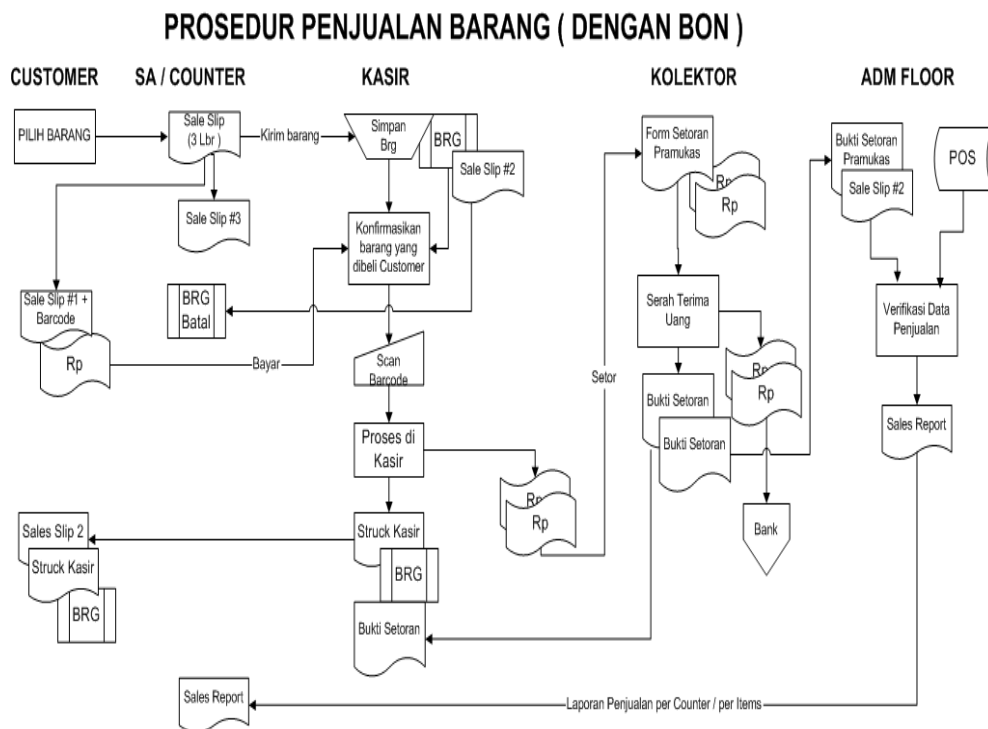 PROSEDUR PENJUALAN BARANG ( DENGAN BON )
CUSTOMER
SA / COUNTER
KASIR
KOLEKTOR
ADM FLOOR
PILIH BARANG
Sale Slip
(3 Lbr )
Kirim barang
Simpan
Brg
BRG
Sale Slip #2
Form Setoran
Pramukas
Rp
Rp
Bukti Setoran
Pramukas
Sale Slip #2
POS
Sale Slip #3
Konfirmasikan
barang yang
dibeli Customer
Sale Slip #1 +
Barcode
Rp
BRG
Batal
Bayar
Scan
Barcode
Setor
Serah Terima
Uang
Rp
Rp
Verifikasi Data
Penjualan
Bukti Setoran
Bukti Setoran
Sales Report
Proses di
Kasir
Rp
Rp
Bank
Sales Slip 2
Struck Kasir
BRG
Struck Kasir
BRG
Bukti Setoran
Sales Report
Laporan Penjualan per Counter / per Items